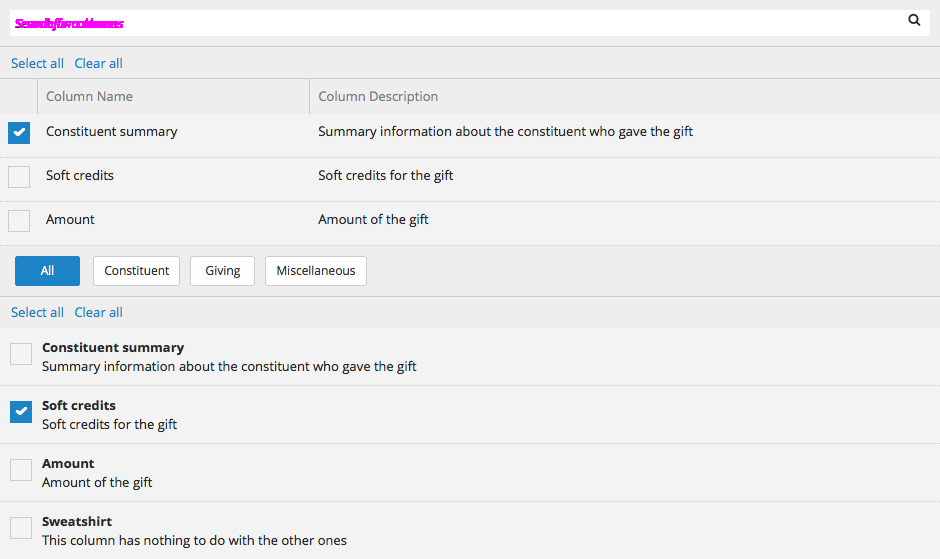 Select all Clear all
Column Name Column Description
Constituent summary Summary information about the constituent who gave the gift
Soft credits Soft credits for the gift
Amount Amount of the gift
All Constituent Giving Miscellaneous
Select all Clear all
Constituent summary
Summary information about the constituent who gave the gift
Soft credits
Soft credits for the gift
Amount
Amount of the gift
Sweatshirt
This column has nothing to do with the other ones